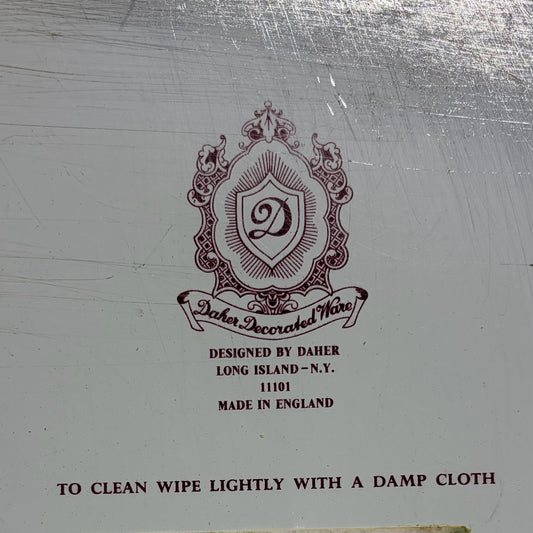 D
Daher Decorated Ware
DESIGNED BY DAHER
LONG ISLAND-N.Y.
11101
MADE IN ENGLAND
TO CLEAN WIPE LIGHTLY WITH A DAMP CLOTH